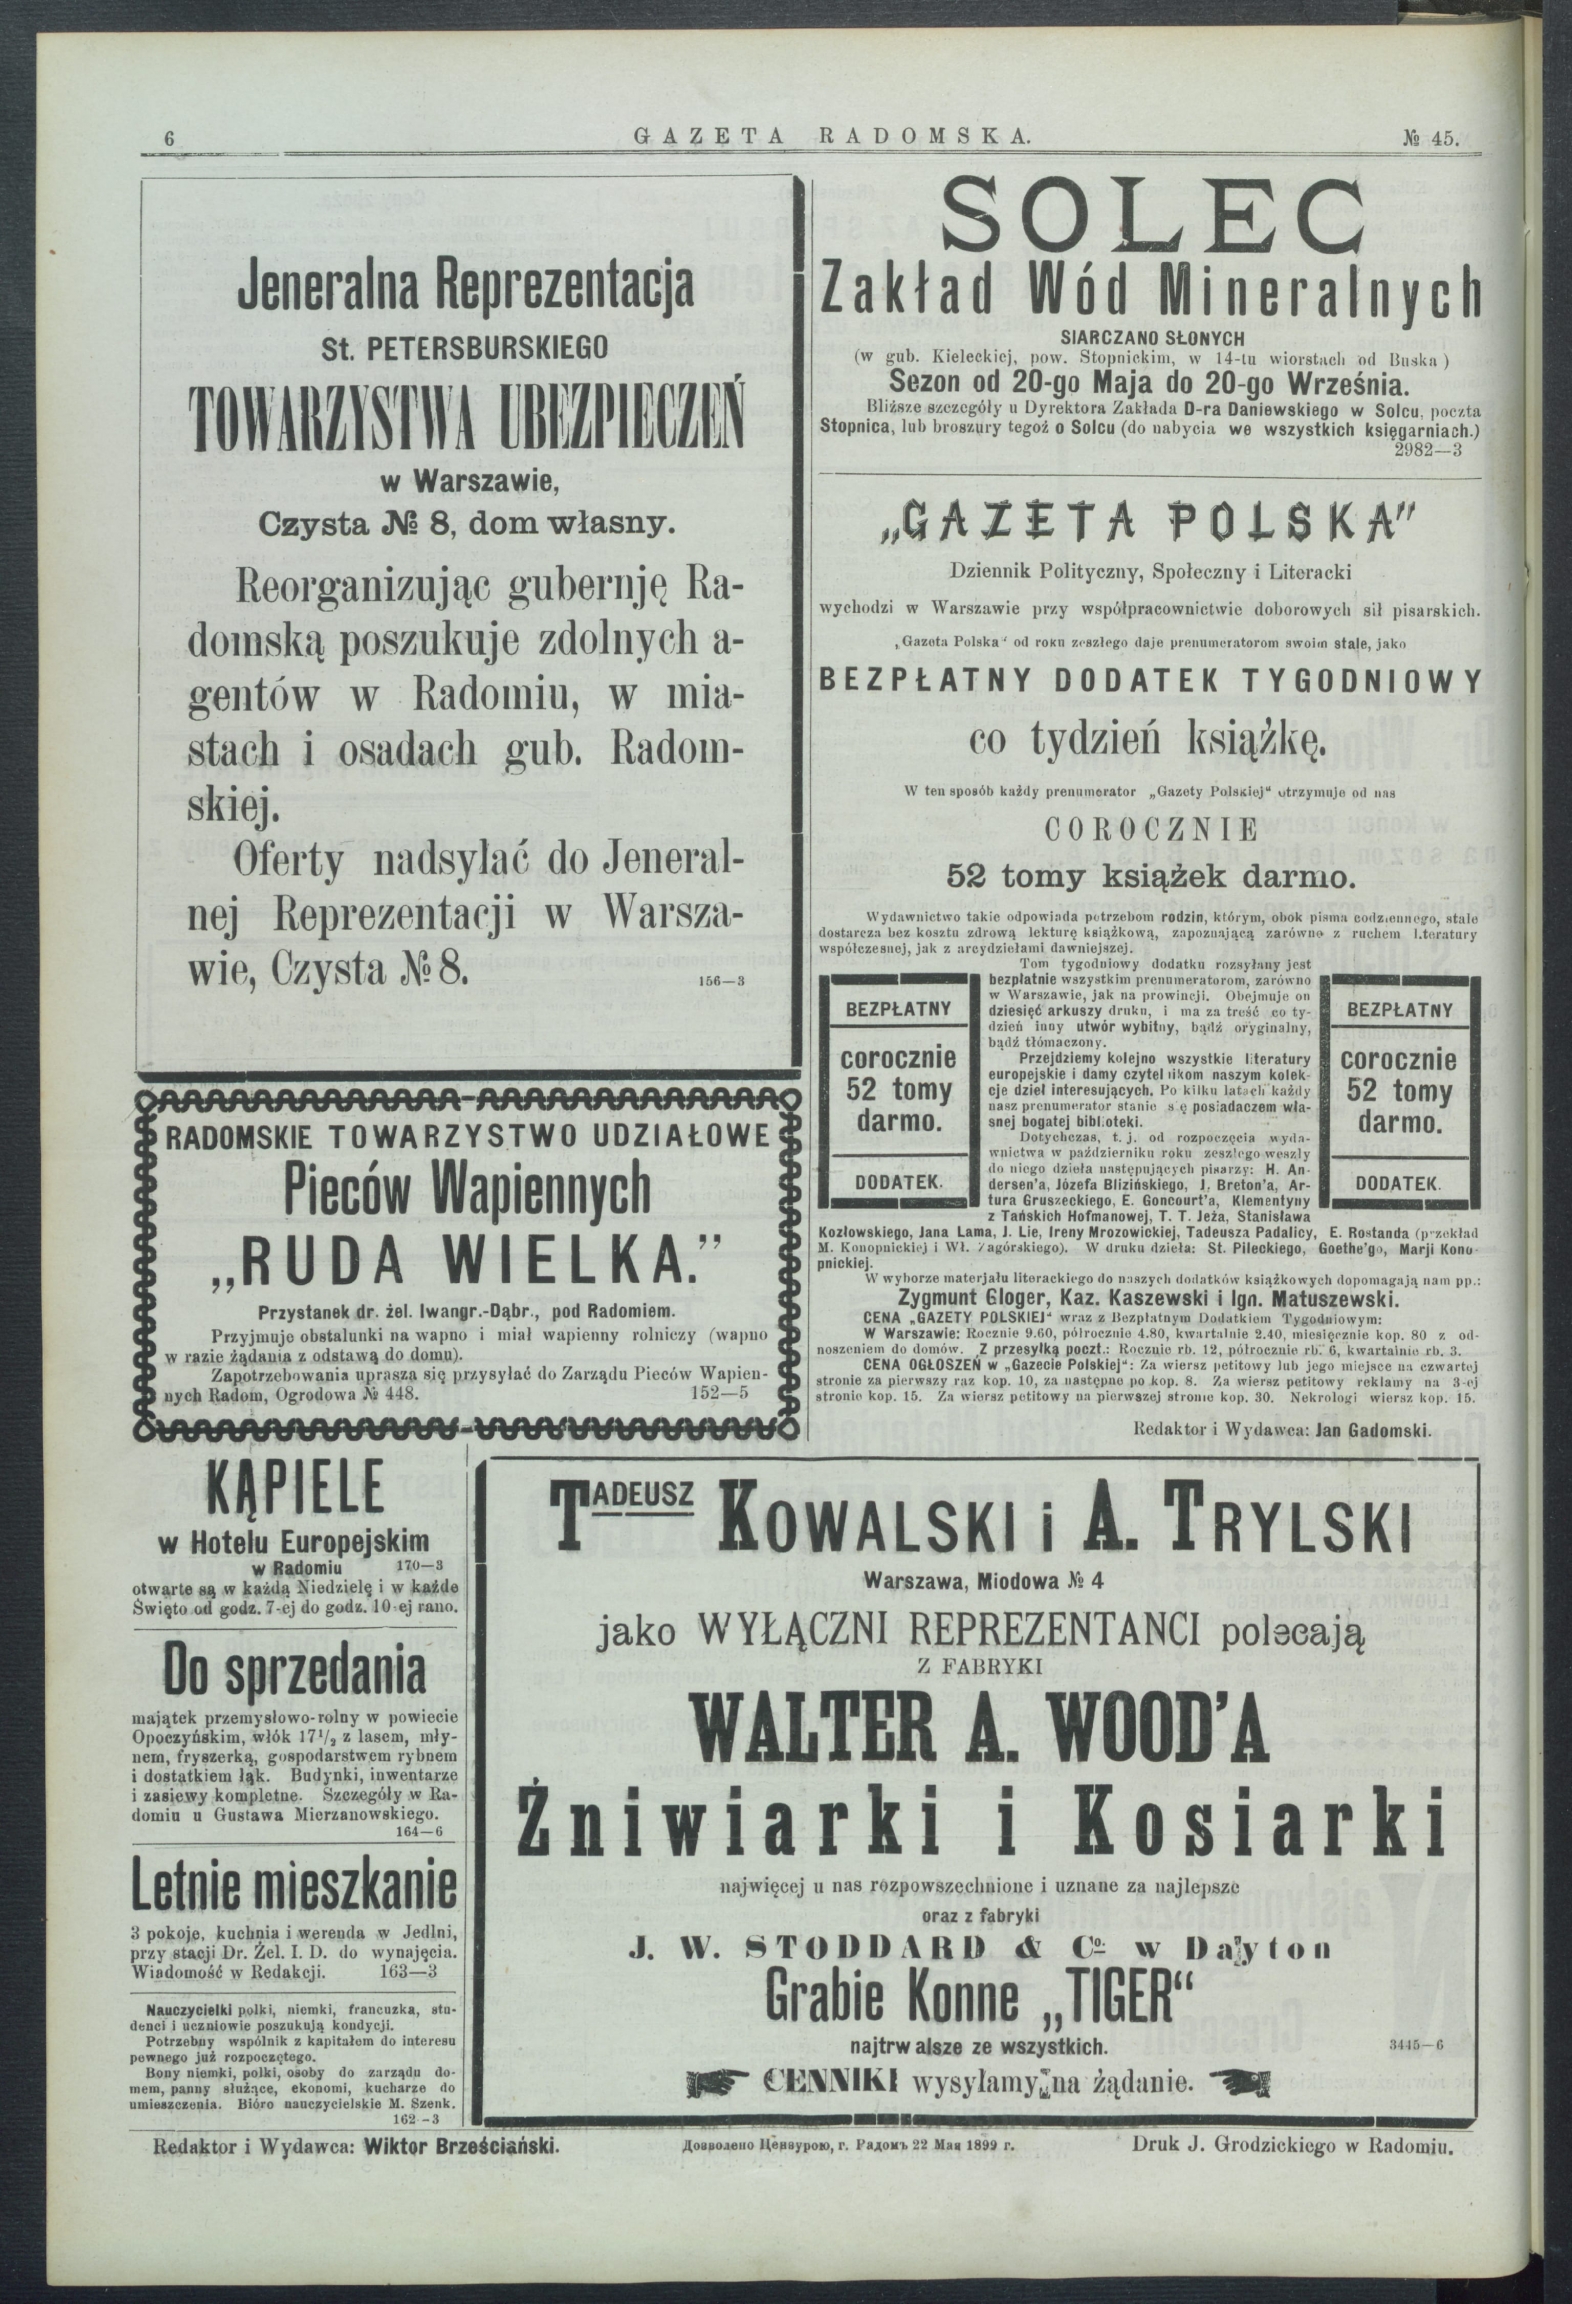 6
GAZETA RADOMSKA.
№ 45.
Jeneralna Reprezentacja
St. PETERSBURSKIEGO
TOWARZYSTWA UBEZPIECZEŃ
w Warszawie,
Czysta № 8, dom własny.
Reorganizując gubernję Ra-
domską poszukuje zdolnych a-
gentów w Radomiu, w mia-
stach i osadach gub. Radom-
skiej.
Oferty nadsyłać do Jeneral-
nej Reprezentacji w Warsza-
wie, Czysta № 8.
156—3
RADOMSKIE TOWARZYSTWO UDZIAŁOWE
Pieców Wapiennych
„RUDA WIELKA.”
Przystanek dr. żel. Iwangr.-Dąbr., pod Radomiem.
Przyjmuje obstalunki na wapno i miał wapienny rolniczy (wapno
w razie żądania z odstawą do domu).
Zapotrzebowania uprasza się przysyłać do Zarządu Pieców Wapien-
nych Radom, Ogrodowa № 448.
152—5
SOLEC
Zakład Wód Mineralnych
SIARCZANO SŁONYCH
(w gub. Kieleckiej, pow. Stopnickim, w 14-tu wiorstach od Buska)
Sezon od 20-go Maja do 20-go Września.
Bliższe szczegóły u Dyrektora Zakłada D-ra Daniewskiego w Solcu, poczta
Stopnica, lub broszury tegoż o Solcu (do nabycia we wszystkich księgarniach.)
2982—3
„GAZETA POLSKA”
Dziennik Polityczny, Społeczny i Literacki
wychodzi w Warszawie przy współpracownictwie doborowych sił pisarskich.
„Gazeta Polska” od roku zeszłego daje prenumeratorom swoim stale, jako
BEZPŁATNY DODATEK TYGODNIOWY
co tydzień książkę.
W ten sposób każdy prenumerator „Gazety Polskiej“ otrzymuje od nas
COROCZNIE
52 tomy książek darmo.
Wydawnictwo takie odpowiada potrzebom rodzin, którym, obok pisma codziennego, stale
dostarcza bez kosztu zdrową lekturę książkową, zapoznającą zarówno z ruchem literatury
współczesnej, jak z arcydziełami dawniejszej.
BEZPŁATNY
corocznie
52 tomy
darmo.
DODATEK.
Tom tygodniowy dodatku rozsyłany jest
bezpłatnie wszystkim prenumeratorom, zarówno
w Warszawie, jak na prowincji. Obejmuje on
dziesięć arkuszy druku, i ma za treść co ty-
dzień inny utwór wybitny, bądź oryginalny,
bądź tłómaczony.
Przejdziemy kolejno wszystkie literatury
europejskie i damy czytelnikom naszym kolek-
cje dzieł interesujących. Po kilku latach każdy
nasz prenumerator stanie się posiadaczem wła-
snej bogatej biblioteki.
Dotychczas, t. j. od rozpoczęcia wyda-
wnictwa w październiku roku zeszłego weszły
do niego dzieła następujących pisarzy: H. An-
dersen'a, Józefa Blizińskiego, J. Breton'a, Ar-
tura Gruszeckiego, E. Goncourt'a, Klementyny
z Tańskich Hofmanowej, T. T. Jeża, Stanisława
BEZPŁATNY
corocznie
52 tomy
darmo.
DODATEK.
Kozłowskiego, Jana Lama, J. Lie, Ireny Mrozowickiej, Tadeusza Padalicy, E. Rostanda (przekład
M. Konopnickiej i Wł. Zagórskiego). W druku dzieła: St. Pileckiego, Goethe'go, Marji Kono-
pnickiej.
W wyborze materjału literackiego do naszych dodatków książkowych dopomagają nam pp.:
Zygmunt Gloger, Kaz. Kaszewski i Ign. Matuszewski.
CENA „GAZETY POLSKIEJ“ wraz z Bezpłatnym Dodatkiem Tygodniowym:
W Warszawie: Rocznie 9.60, półrocznie 4.80, kwartalnie 2.40, miesięcznie kop. 80 z od-
noszeniem do domów. Z przesyłką poczt.: Rocznie rb. 12, półrocznie rb. 6, kwartalnie rb. 3.
CENA OGŁOSZEŃ w „Gazecie Polskiej“: Za wiersz petitowy lub jego miejsce na czwartej
stronie za pierwszy raz kop. 10, za następne po kop. 8. Za wiersz petitowy reklamy na 3-ej
stronie kop. 15. Za wiersz petitowy na pierwszej stronie kop. 30. Nekrologi wiersz kop. 15.
Redaktor i Wydawca: Jan Gadomski.
KĄPIELE
w Hotelu Europejskim
w Radomiu 170—3
otwarte są w każdą Niedzielę i w każde
Święto od godz. 7-ej do godz. 10-ej rano.
Do sprzedania
majątek przemysłowo-rolny w powiecie
Opoczyńskim, włók 17½ z lasem, mły-
nem, fryszerką, gospodarstwem rybnem
i dostatkiem łąk. Budynki, inwentarze
i zasiewy kompletne. Szczegóły w Ra-
domiu u Gustawa Mierzanowskiego.
164—6
Letnie mieszkanie
3 pokoje, kuchnia i werenda w Jedlni,
przy stacji Dr. Żel. I. D. do wynajęcia.
Wiadomość w Redakcji. 163—3
Nauczycielki polki, niemki, francuzka, stu-
denci i uczniowie poszukują kondycji.
Potrzebny wspólnik z kapitałem do interesu
pewnego już rozpoczętego.
Bony niemki, polki, osoby do zarządu do-
mem, panny służące, ekonomi, kucharze do
umieszczenia. Bióro nauczycielskie M. Szenk.
162—3
TADEUSZ KOWALSKI i A. TRYLSKI
Warszawa, Miodowa № 4
jako WYŁĄCZNI REPREZENTANCI polecają
Z FABRYKI
WALTER A. WOOD'A
Żniwiarki i Kosiarki
najwięcej u nas rozpowszechnione i uznane za najlepsze
oraz z fabryki
J. W. STODDARD & Co. w Dayton
Grabie Konne „TIGER“
najtrwalsze ze wszystkich.
3445—6
CENNIKI wysyłamy na żądanie.
Redaktor i Wydawca: Wiktor Brześciański.
Дозволено Цензурою, г. Радомъ 22 Мая 1899 г.
Druk J. Grodzickiego w Radomiu.